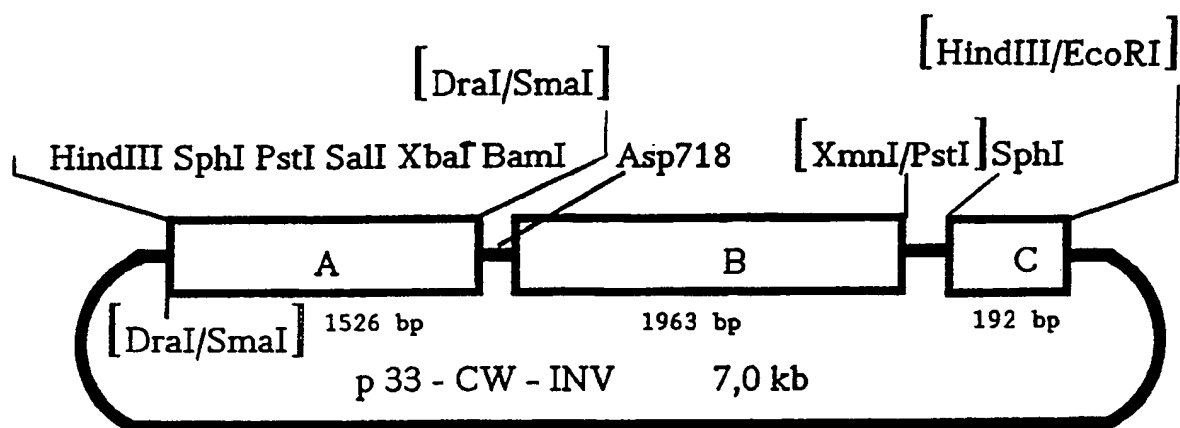 [HindIII/EcoRI]
[DraI/SmaI]
HindIII SphI PstI SalI XbaI BamI Asp718 [XmnI/PstI] SphI
A B C
1526 bp 1963 bp 192 bp
[DraI/SmaI]
p 33 - CW - INV 7,0 kb